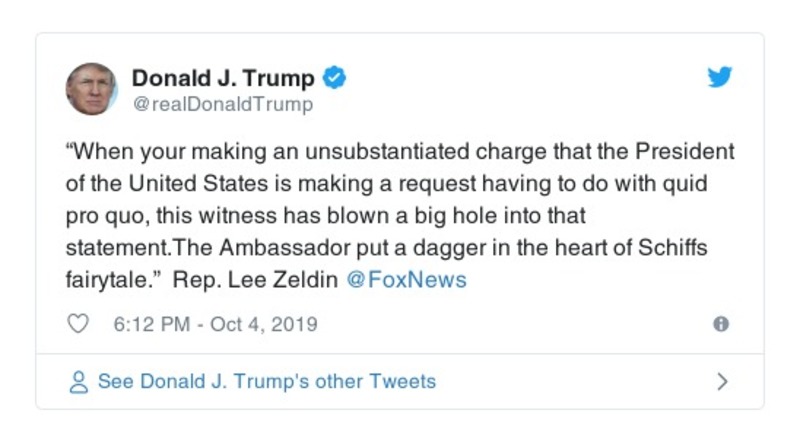 Donald J. Trump
@realDonaldTrump
“When your making an unsubstantiated charge that the President
of the United States is making a request having to do with quid
pro quo, this witness has blown a big hole into that
statement.The Ambassador put a dagger in the heart of Schiffs
fairytale.”  Rep. Lee Zeldin @FoxNews
6:12 PM - Oct 4, 2019
See Donald J. Trump's other Tweets